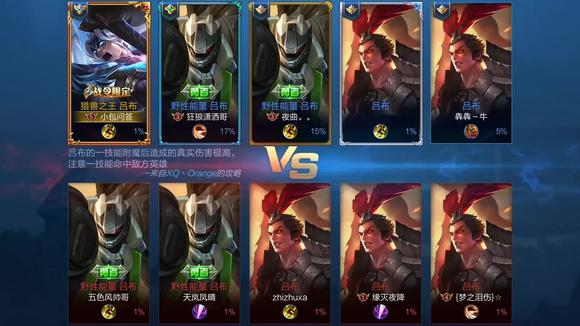 战令限定
勇者
勇者
猎兽之王 吕布
野性能量 吕布
野性能量 吕布
吕布
吕布
V5 小包问答
3 狂狼潇洒哥
3 夜曲。。
犇犇~牛
1%
17%
15%
1%
5%
吕布的一技能附魔后造成的真实伤害极高，
注意一技能命中敌方英雄
--来自XQ丶Orange的攻略
VS
勇者
勇者
野性能量 吕布
野性能量 吕布
吕布
吕布
吕布
五色风帅哥
天岚凤晴
zhizhuxa
1 缘灭夜降
4 {梦之泪伤}☆
1%
1%
1%
1%
1%